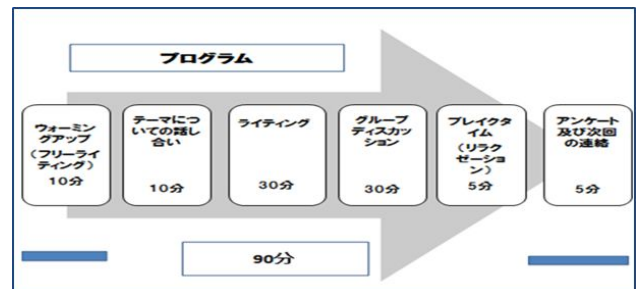 プログラム
ウォーミン
グアップ
(フリーライ
ティング)
10分
テーマにつ
いての話し
合い
10分
ライティング
30分
グループ
ディスカッ
ション
30分
ブレイクタ
イム
(リラク
ゼーショ
ン)
5分
アンケート
及び次回
の連絡
5分
90分